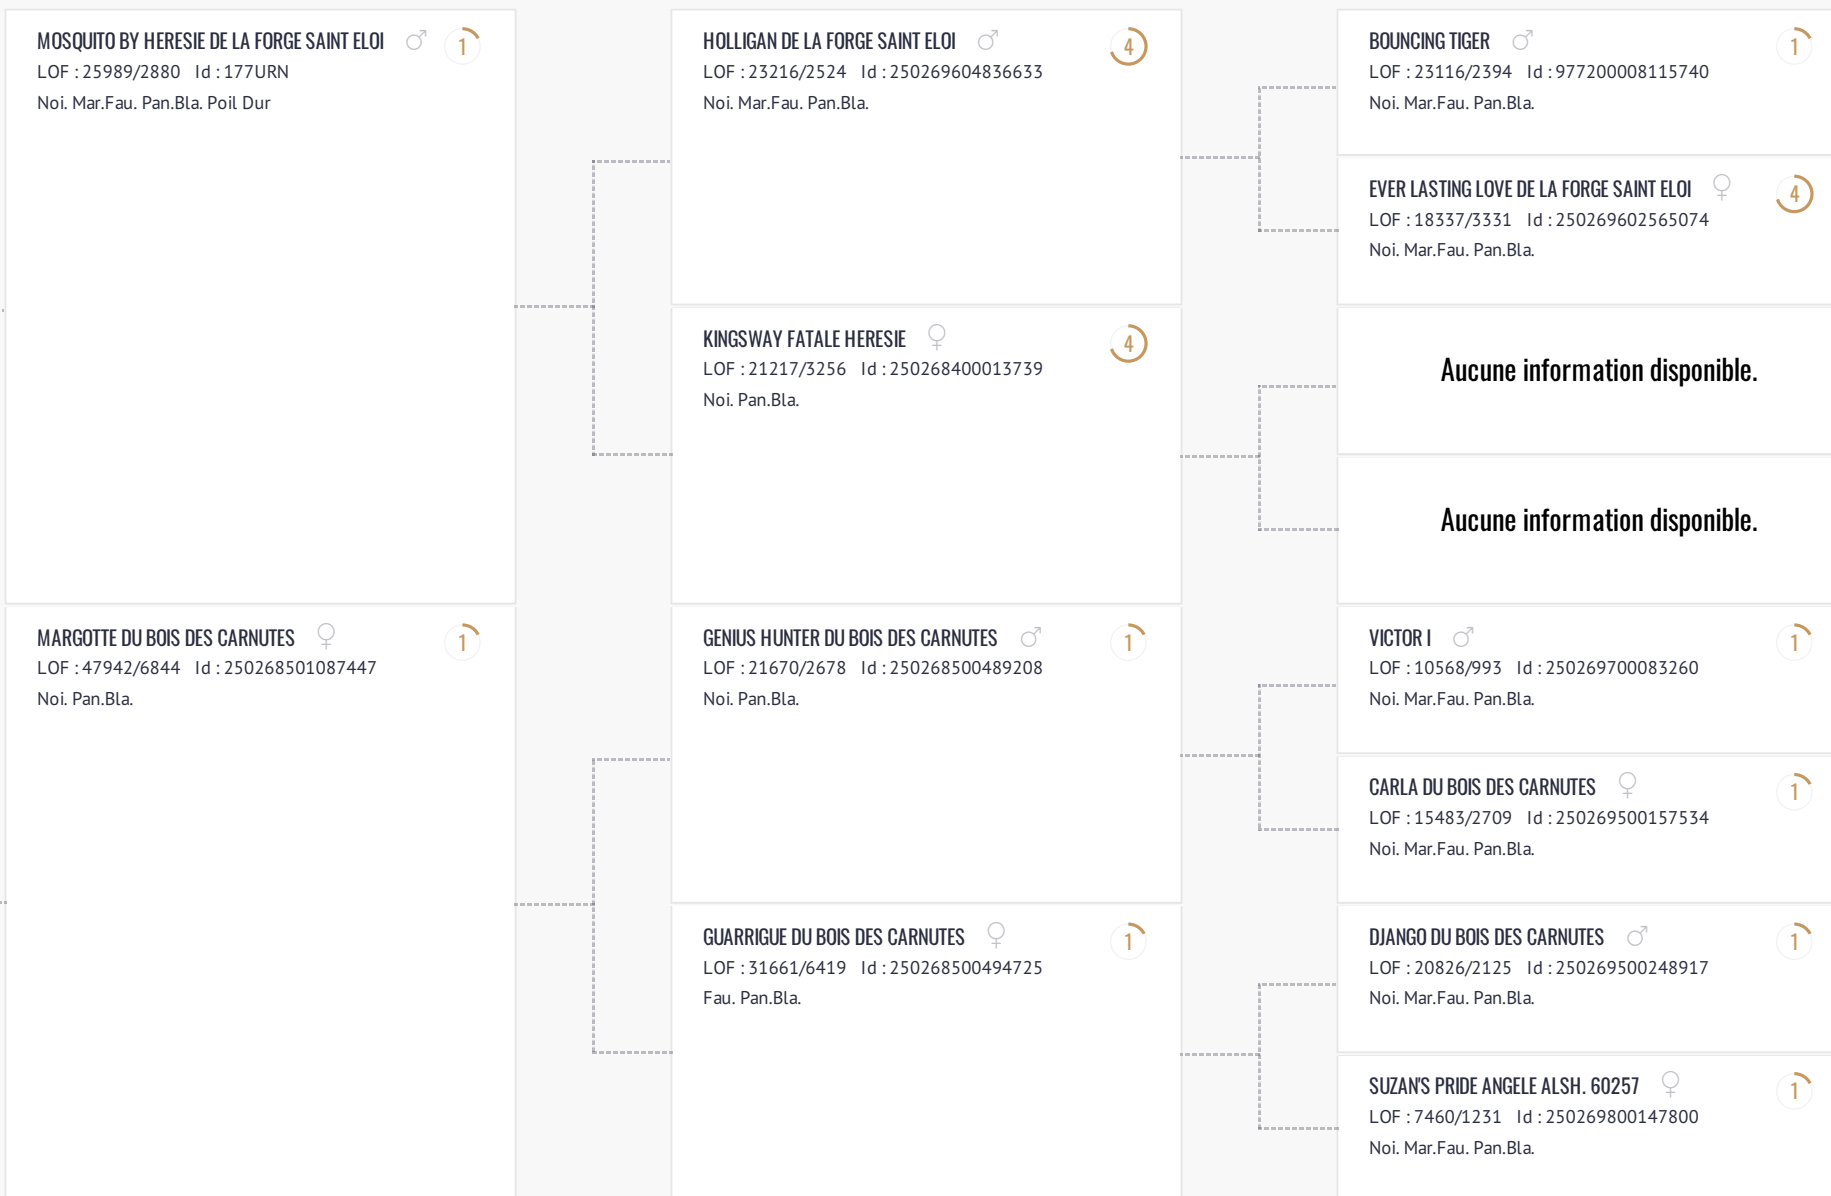 MOSQUITO BY HERESIE DE LA FORGE SAINT ELOI ♂ 1
LOF : 25989/2880 Id : 177URN
Noi. Mar.Fau. Pan.Bla. Poil Dur
MARGOTTE DU BOIS DES CARNUTES ♀ 1
LOF : 47942/6844 Id : 250268501087447
Noi. Pan.Bla.
HOLLIGAN DE LA FORGE SAINT ELOI ♂ 4
LOF : 23216/2524 Id : 250269604836633
Noi. Mar.Fau. Pan.Bla.
KINGSWAY FATALE HERESIE ♀ 4
LOF : 21217/3256 Id : 250268400013739
Noi. Pan.Bla.
GENIUS HUNTER DU BOIS DES CARNUTES ♂ 1
LOF : 21670/2678 Id : 250268500489208
Noi. Pan.Bla.
GUARRIGUE DU BOIS DES CARNUTES ♀ 1
LOF : 31661/6419 Id : 250268500494725
Fau. Pan.Bla.
BOUNCING TIGER ♂ 1
LOF : 23116/2394 Id : 977200008115740
Noi. Mar.Fau. Pan.Bla.
EVER LASTING LOVE DE LA FORGE SAINT ELOI ♀ 4
LOF : 18337/3331 Id : 250269602565074
Noi. Mar.Fau. Pan.Bla.
Aucune information disponible.
Aucune information disponible.
VICTOR I ♂ 1
LOF : 10568/993 Id : 250269700083260
Noi. Mar.Fau. Pan.Bla.
CARLA DU BOIS DES CARNUTES ♀ 1
LOF : 15483/2709 Id : 250269500157534
Noi. Mar.Fau. Pan.Bla.
DJANGO DU BOIS DES CARNUTES ♂ 1
LOF : 20826/2125 Id : 250269500248917
Noi. Mar.Fau. Pan.Bla.
SUZAN'S PRIDE ANGELE ALSH. 60257 ♀ 1
LOF : 7460/1231 Id : 250269800147800
Noi. Mar.Fau. Pan.Bla.